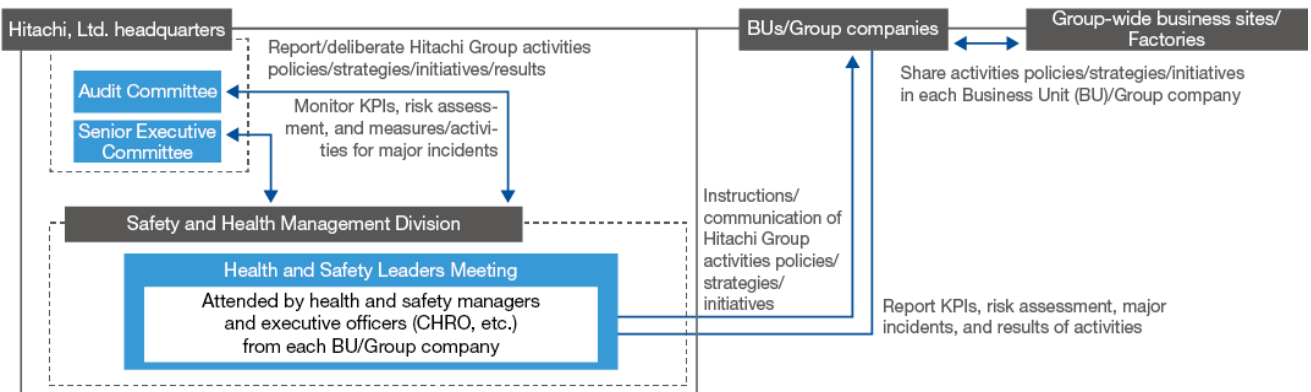 Hitachi, Ltd. headquarters
Report/deliberate Hitachi Group activities
policies/strategies/initiatives/results
Audit Committee
Monitor KPIs, risk assess-
ment, and measures/activi-
ties for major incidents
Senior Executive
Committee
Safety and Health Management Division
Health and Safety Leaders Meeting
Attended by health and safety managers
and executive officers (CHRO, etc.)
from each BU/Group company
BUs/Group companies
Group-wide business sites/
Factories
Share activities policies/strategies/initiatives
in each Business Unit (BU)/Group company
Instructions/
communication of
Hitachi Group
activities policies/
strategies/
initiatives
Report KPIs, risk assessment, major
incidents, and results of activities